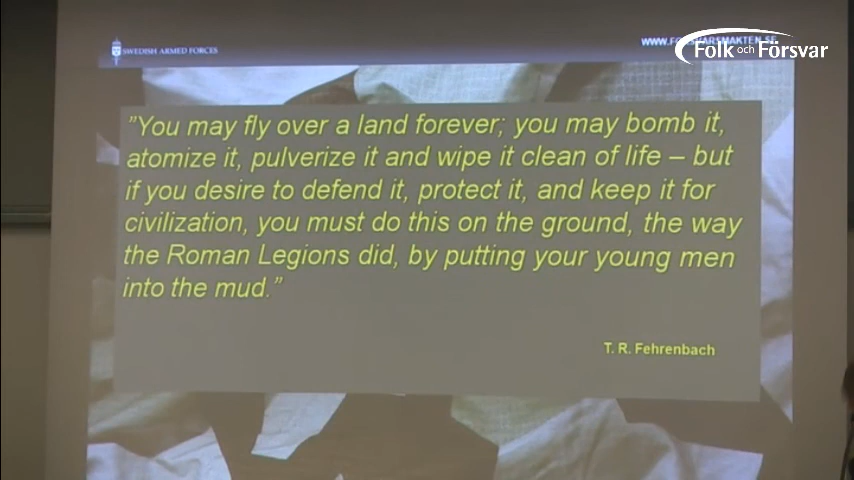 SWEDISH ARMED FORCES
WWW.FORSVARSMAKTEN.SE
Folk och Försvar
"You may fly over a land forever; you may bomb it,
atomize it, pulverize it and wipe it clean of life – but
if you desire to defend it, protect it, and keep it for
civilization, you must do this on the ground, the way
the Roman Legions did, by putting your young men
into the mud."
T. R. Fehrenbach